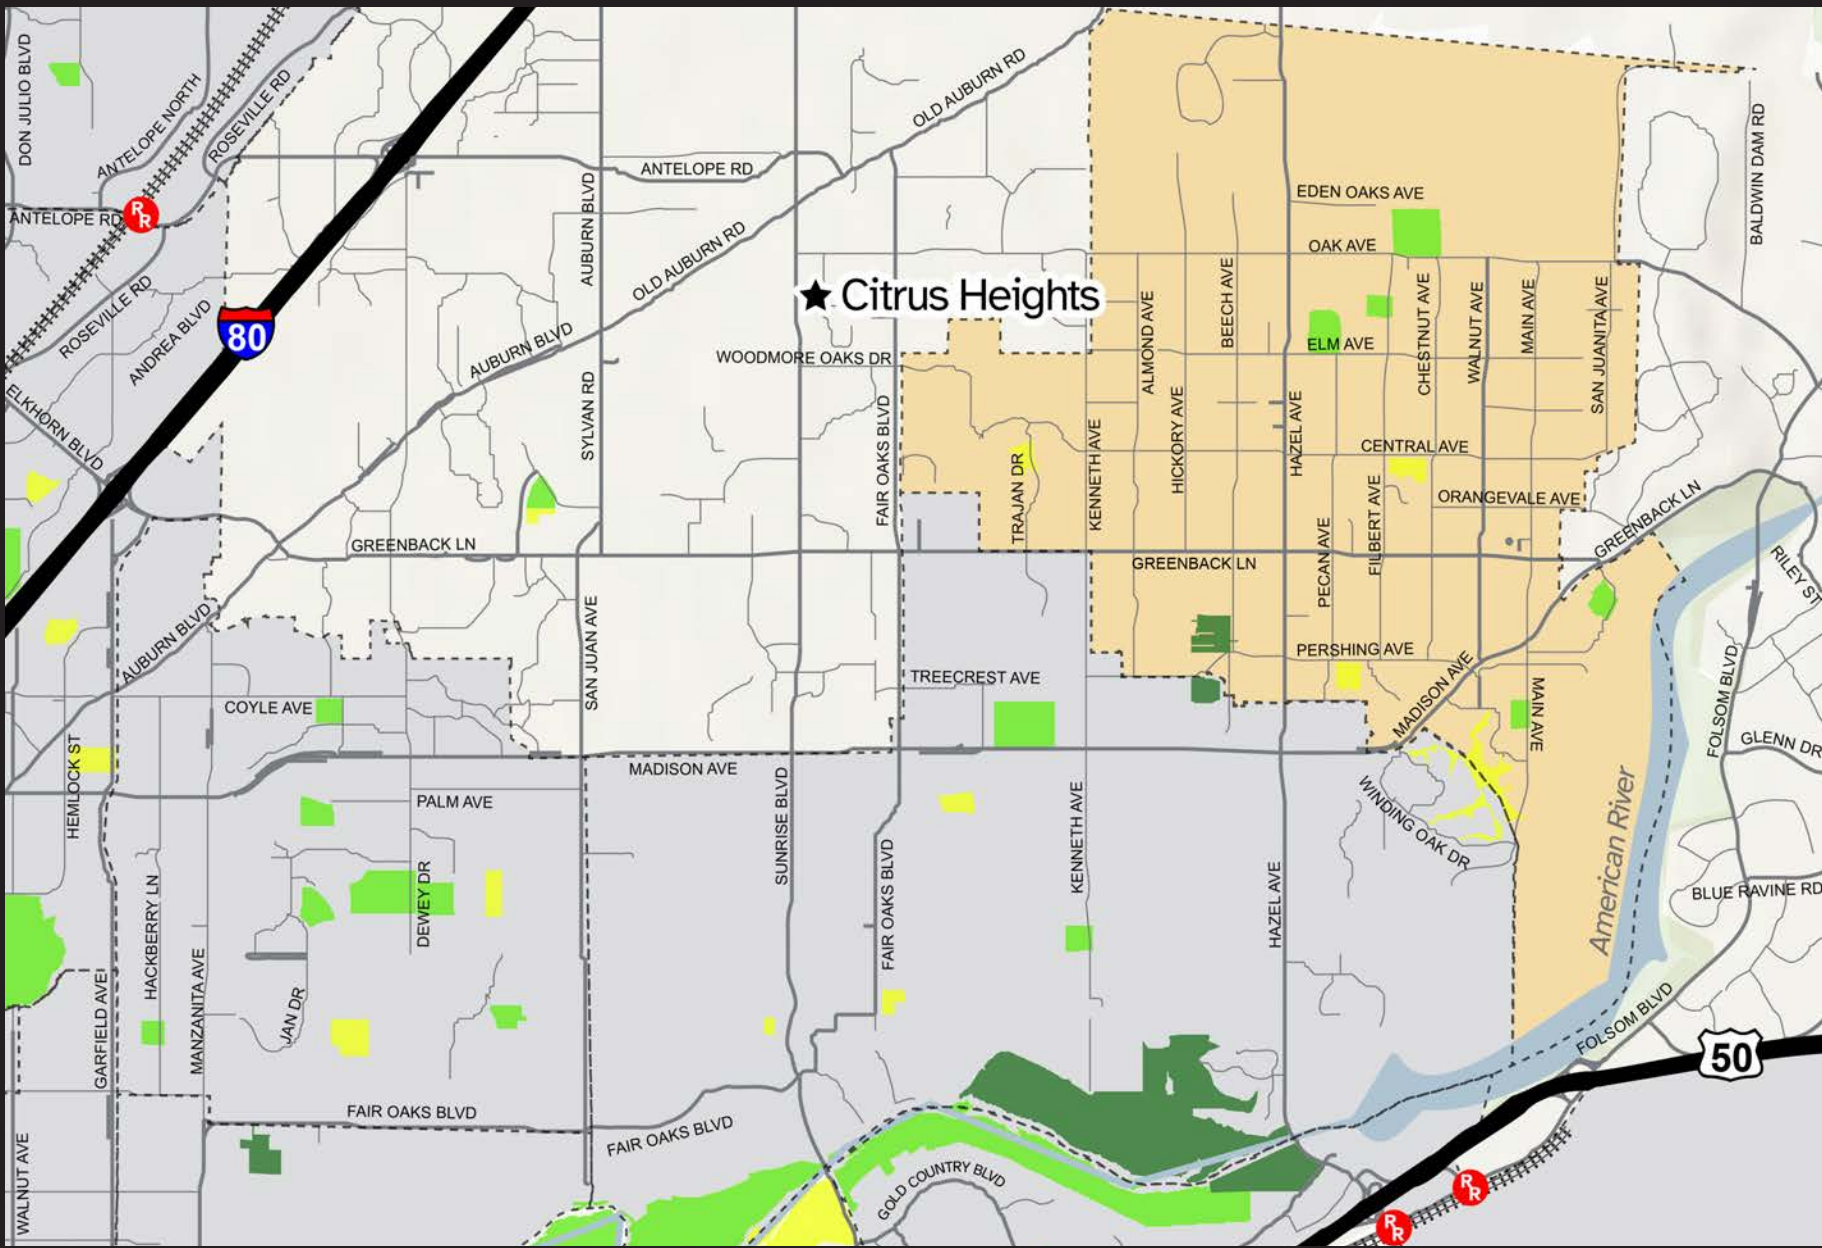 DON JULIO BLVD
ANTELOPE NORTH
ROSEVILLE RD
OLD AUBURN RD
BALDWIN DAM RD
ANTELOPE RD
ANTELOPE RD
RR
AUBURN BLVD
EDEN OAKS AVE
OAK AVE
OLD AUBURN RD
Citrus Heights
ROSEVILLE RD
ANDREA BLVD
80
AUBURN BLVD
WOODMORE OAKS DR
ALMOND AVE
BEECH AVE
ELM AVE
CHESTNUT AVE
WALNUT AVE
MAIN AVE
SAN JUANITA AVE
ELKHORN BLVD
SYLVAN RD
FAIR OAKS BLVD
TRAJAN DR
KENNETH AVE
HICKORY AVE
HAZEL AVE
CENTRAL AVE
ORANGEVALE AVE
FILBERT AVE
PECAN AVE
GREENBACK LN
GREENBACK LN
GREENBACK LN
RILEY ST
AUBURN BLVD
SAN JUAN AVE
TREECREST AVE
PERSHING AVE
MADISON AVE
MAIN AVE
FOLSOM BLVD
GLENN DR
COYLE AVE
HEMLOCK ST
MADISON AVE
PALM AVE
SUNRISE BLVD
KENNETH AVE
WINDING OAK DR
American River
BLUE RAVINE RD
HACKBERRY LN
DEWEY DR
FAIR OAKS BLVD
HAZEL AVE
GARFIELD AVE
MANZANITA AVE
JAN DR
FOLSOM BLVD
50
FAIR OAKS BLVD
FAIR OAKS BLVD
WALNUT AVE
GOLD COUNTRY BLVD
RR
RR